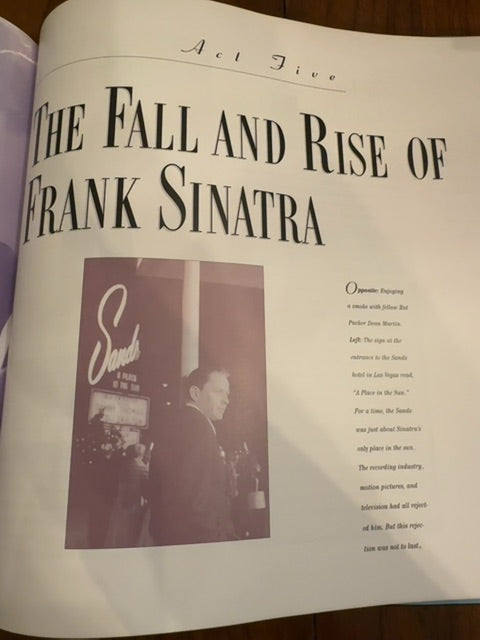 Act Five
THE FALL AND RISE OF
FRANK SINATRA
Sands
A PLACE
IN THE SUN
Opposite: Enjoying
a smoke with fellow Rat
Packer Dean Martin.
Left: The sign at the
entrance to the Sands
hotel in Las Vegas read,
"A Place in the Sun."
For a time, the Sands
was just about Sinatra's
only place in the sun.
The recording industry,
motion pictures, and
television had all reject-
ed him. But this rejec-
tion was not to last.